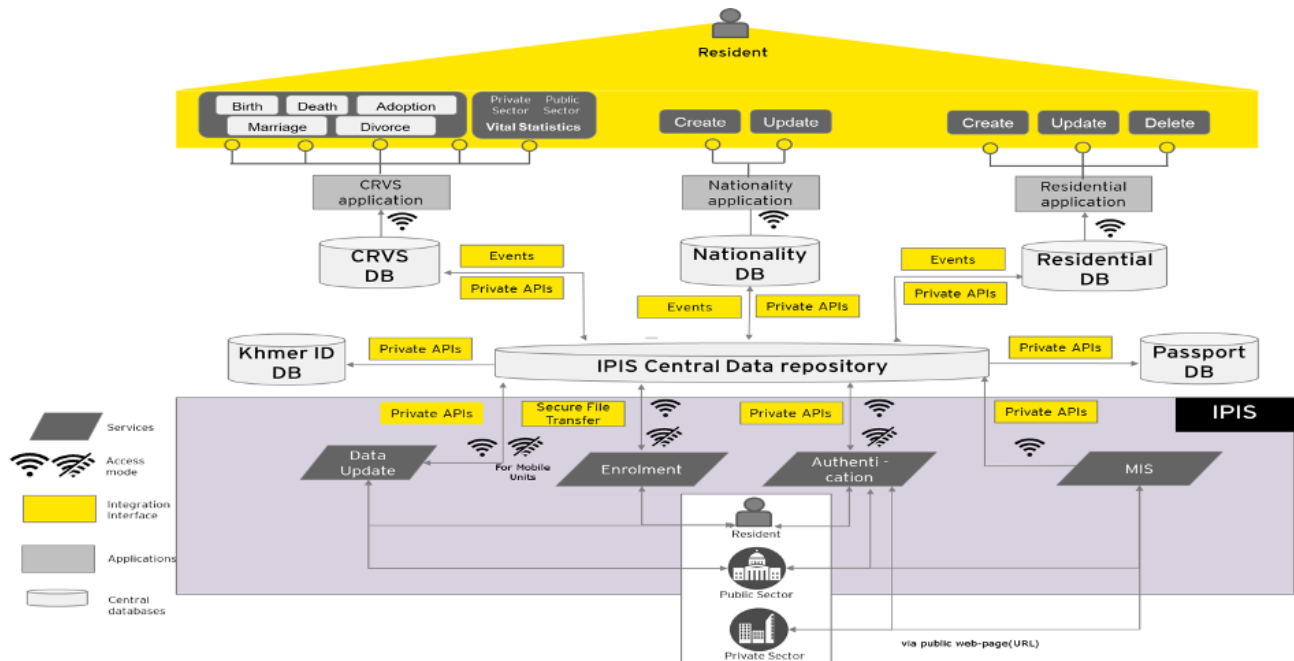 Resident
Birth
Death
Adoption
Marriage
Divorce
Private Sector
Public Sector
Vital Statistics
Create
Update
Create
Update
Delete
CRVS application
Nationality application
Residential application
CRVS DB
Nationality DB
Residential DB
Events
Private APIs
Events
Private APIs
Events
Private APIs
Khmer ID DB
Private APIs
IPIS Central Data repository
Private APIs
Passport DB
Private APIs
Secure File Transfer
Private APIs
Private APIs
IPIS
Services
Access mode
Integration Interface
Applications
Central databases
Data Update
For Mobile Units
Enrolment
Authenti-cation
MIS
Resident
Public Sector
Private Sector
via public web-page(URL)